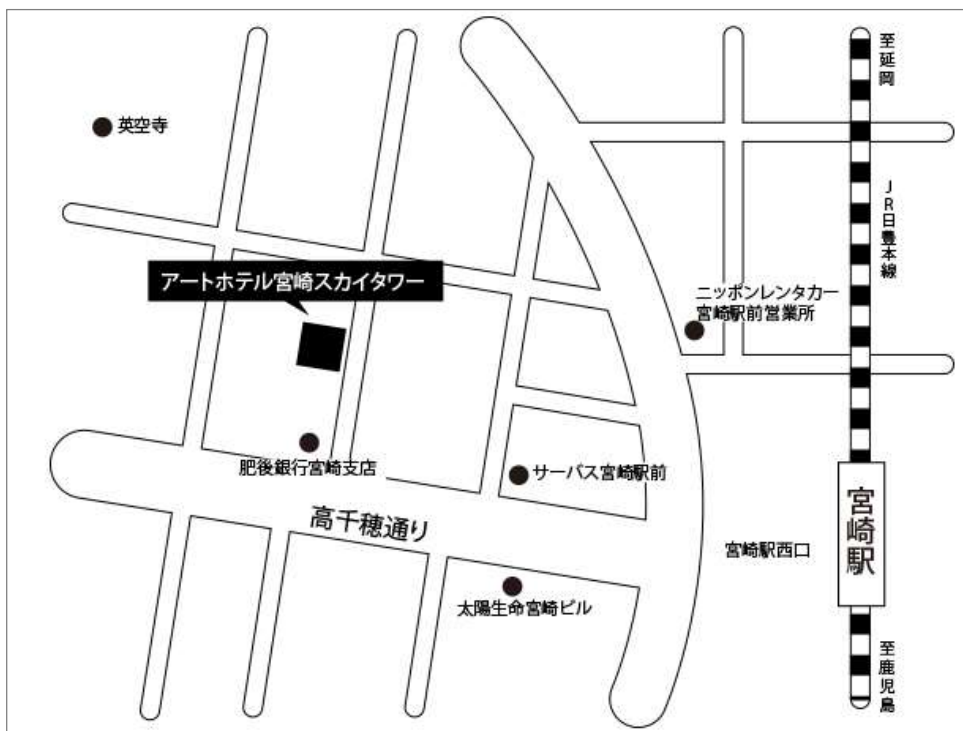 至延岡
英空寺
JR日豊本線
アートホテル宮崎スカイタワー
ニッポンレンタカー
宮崎駅前営業所
肥後銀行宮崎支店
サーパス宮崎駅前
高千穂通り
宮崎駅
宮崎駅西口
太陽生命宮崎ビル
至鹿児島